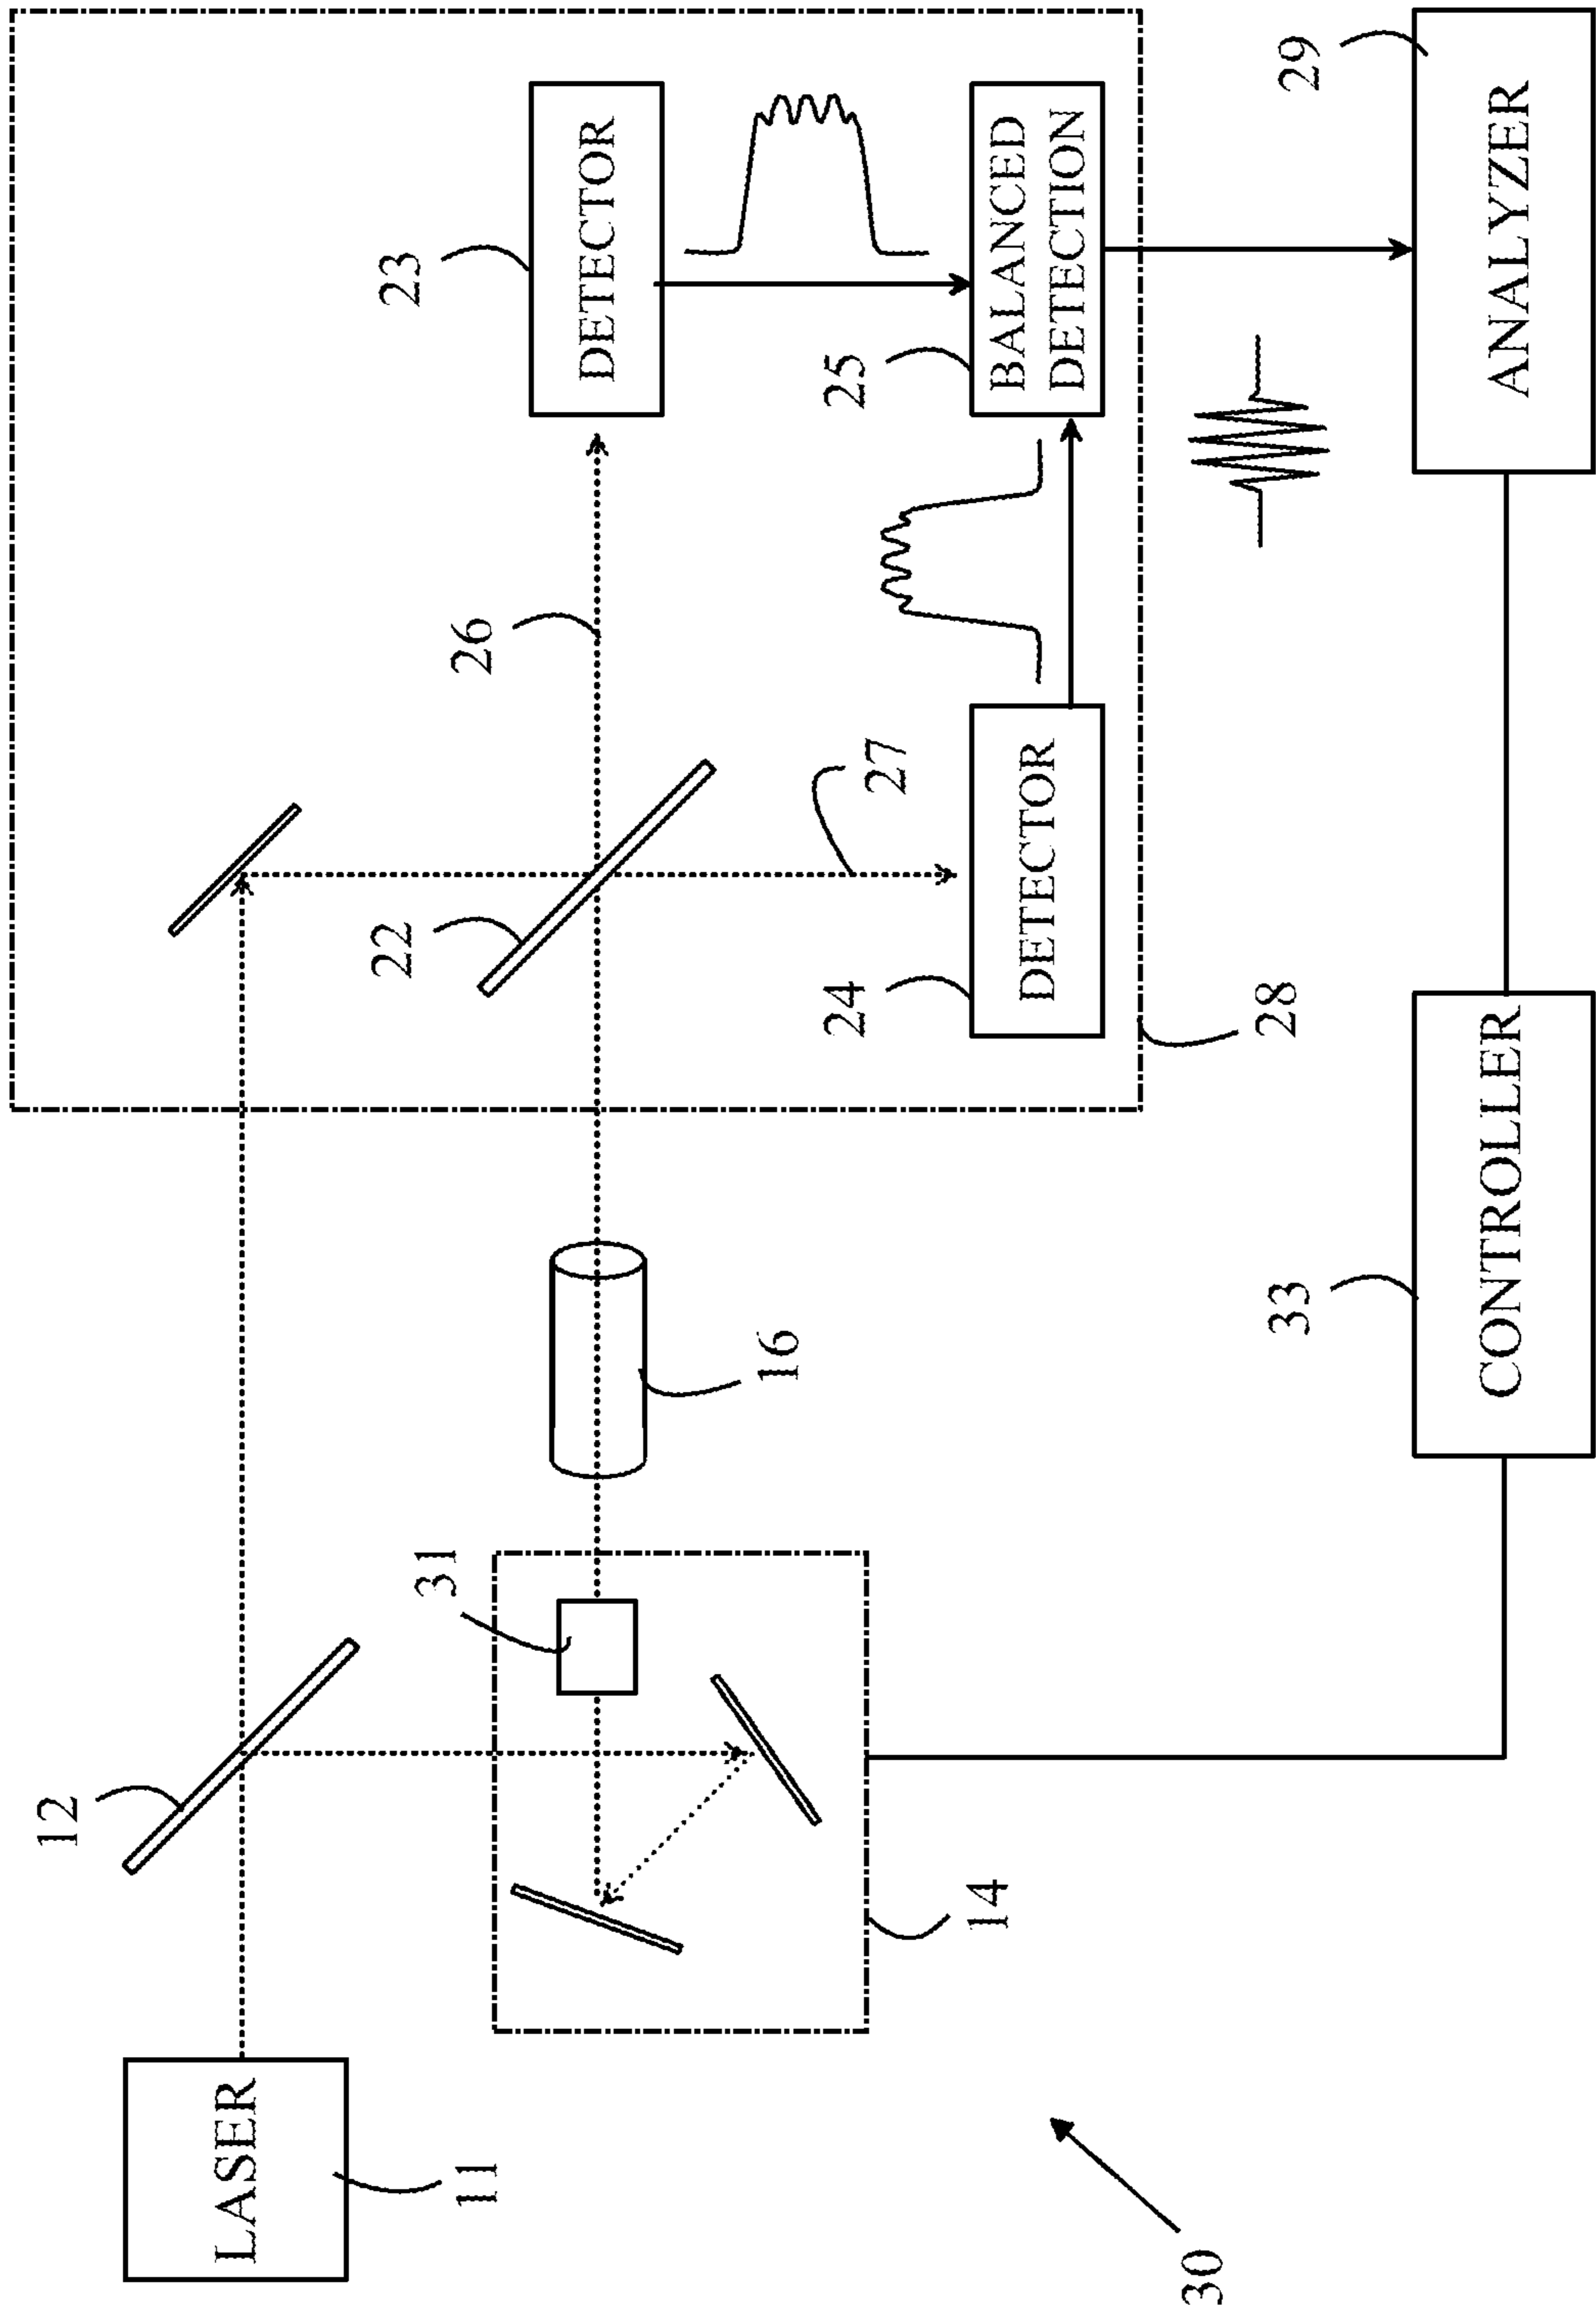 12
LASER
22
23
31
11
26
DETECTOR
16
24
25
27
14
DETECTOR
BALANCED
DETECTION
30
33
28
29
CONTROLLER
ANALYZER